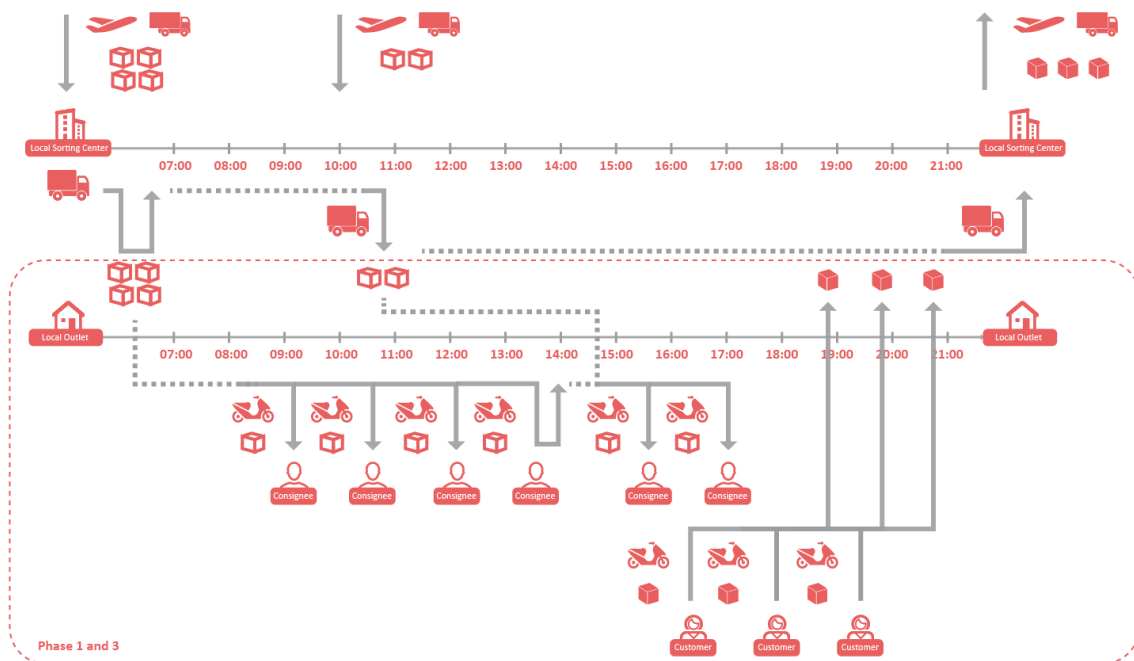 Local Sorting Center
07:00 08:00 09:00 10:00 11:00 12:00 13:00 14:00 15:00 16:00 17:00 18:00 19:00 20:00 21:00
Local Sorting Center
Local Outlet
07:00 08:00 09:00 10:00 11:00 12:00 13:00 14:00 15:00 16:00 17:00 18:00 19:00 20:00 21:00
Local Outlet
Consignee
Consignee
Consignee
Consignee
Consignee
Consignee
Customer
Customer
Customer
Phase 1 and 3